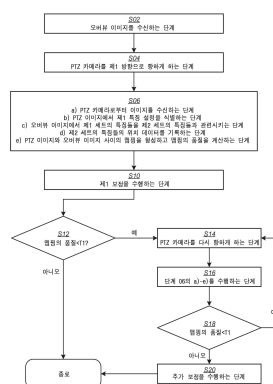 S02
오버뷰 이미지를 수신하는 단계
S04
PTZ 카메라를 제1 방향으로 향하게 하는 단계
S06
a) PTZ 카메라로부터 이미지를 수신하는 단계
b) PTZ 이미지에서 제1 특징 설정을 식별하는 단계
c) 오버뷰 이미지에서 제1 세트의 특징들을 제2 세트의 특징들과 관련시키는 단계
d) 제2 세트의 특징들의 위치 데이터를 기록하는 단계
e) PTZ 이미지와 오버뷰 이미지 사이의 맵핑을 형성하고 맵핑의 품질을 계산하는 단계
S10
제1 보정을 수행하는 단계
S12
맵핑의 품질<T1?
예
S14
PTZ 카메라를 다시 향하게 하는 단계
아니오
S16
단계 06의 a)-e)를 수행하는 단계
S18
맵핑의 품질<T1
아니오
S20
추가 보정을 수행하는 단계
종료